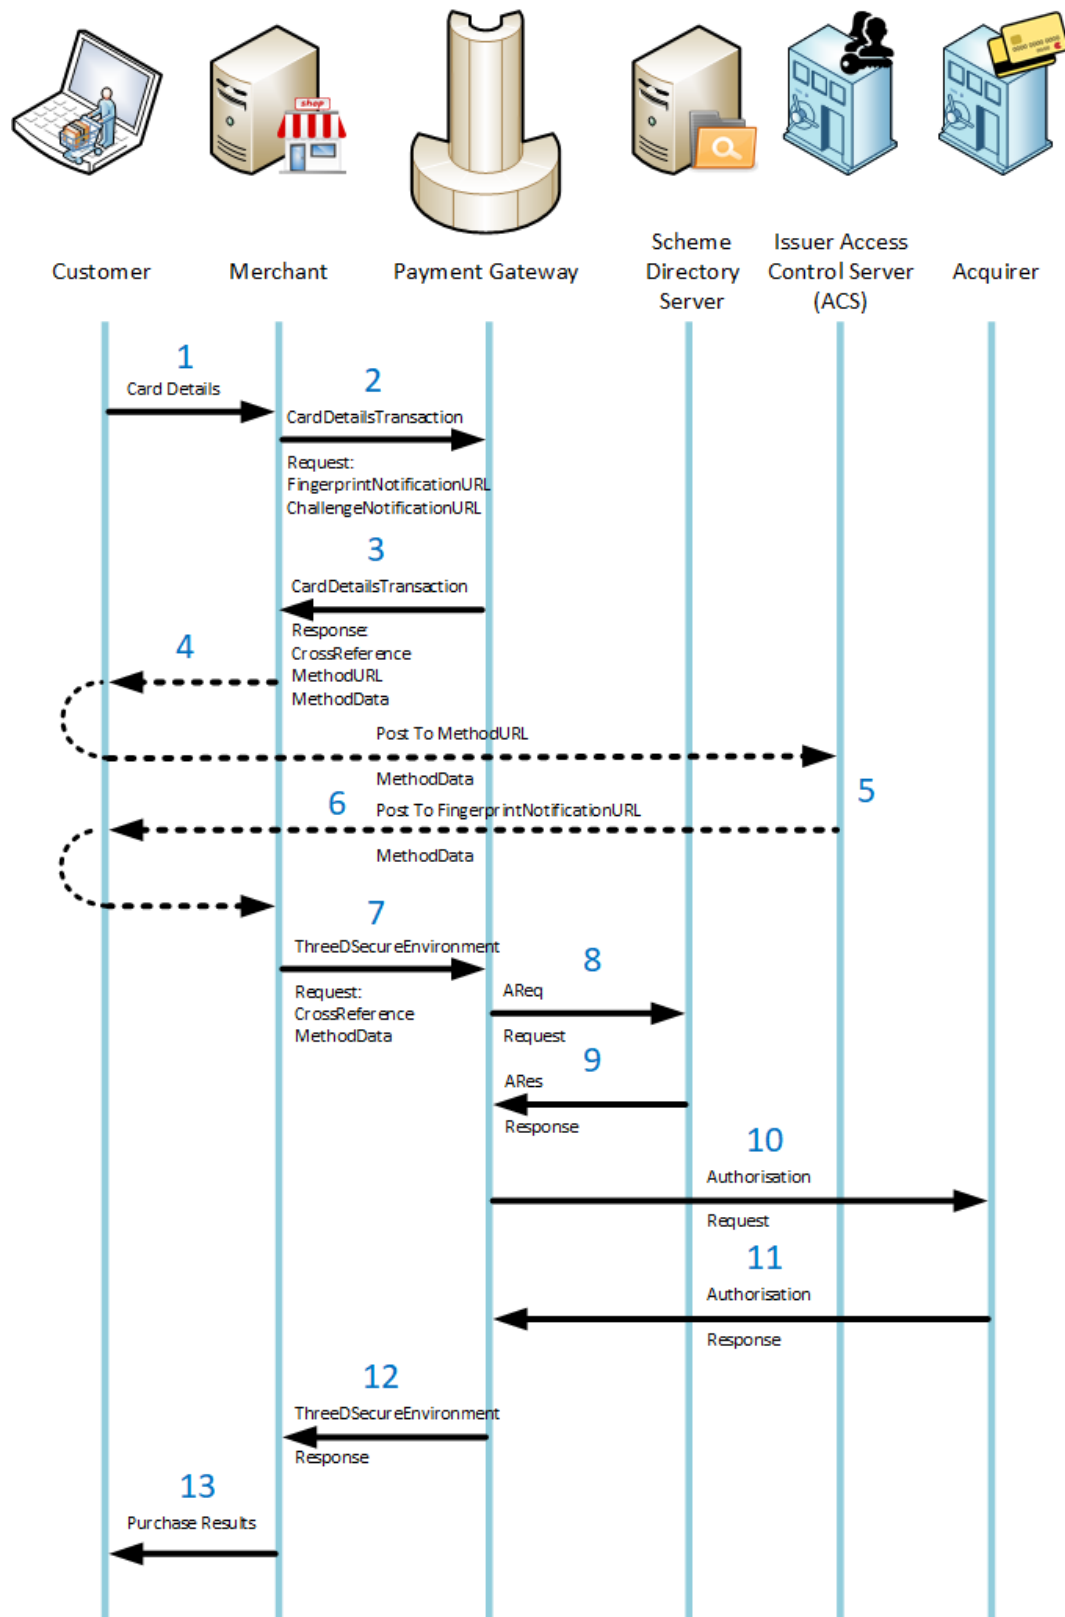 shop
0000 0000 0000
Customer
Merchant
Payment Gateway
Scheme
Directory
Server
Issuer Access
Control Server
(ACS)
Acquirer
1
Card Details
2
CardDetailsTransaction
Request:
FingerprintNotificationURL
ChallengeNotificationURL
3
CardDetailsTransaction
Response:
CrossReference
MethodURL
MethodData
4
Post To MethodURL
MethodData
5
6
Post To FingerprintNotificationURL
MethodData
7
ThreeDSecureEnvironment
Request:
CrossReference
MethodData
8
AReq
Request
9
ARes
Response
10
Authorisation
Request
11
Authorisation
Response
12
ThreeDSecureEnvironment
Response
13
Purchase Results